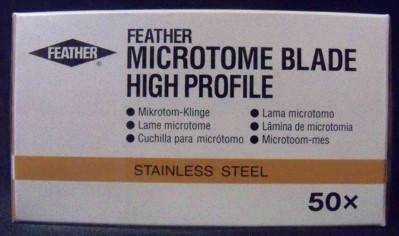 FEATHER
®
FEATHER
MICROTOME BLADE
HIGH PROFILE
● Mikrotom-Klinge
● Lame microtome
● Cuchilla para micrótomo
● Lama microtomo
● Lâmina de microtomia
● Microtoom-mes
STAINLESS STEEL
50×